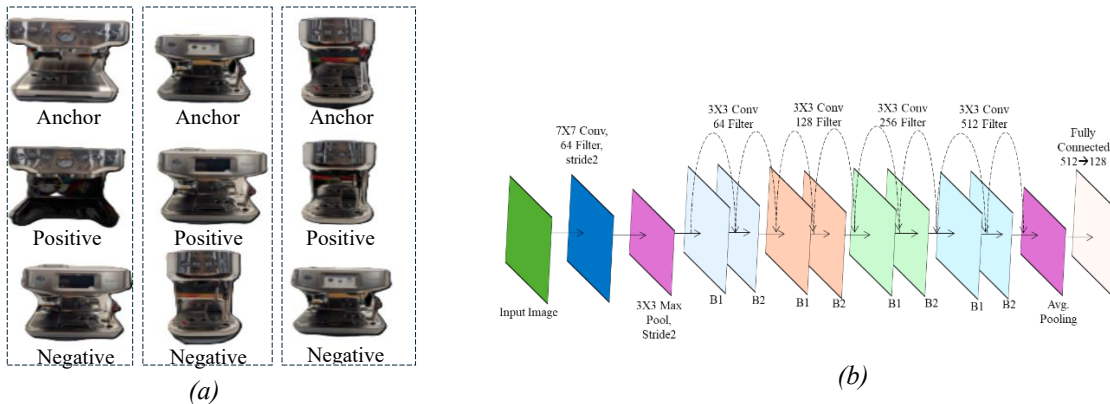 Anchor
Anchor
Anchor
Positive
Positive
Positive
Negative
Negative
Negative
(a)
7X7 Conv,
64 Filter,
stride2
3X3 Conv
64 Filter
3X3 Conv
128 Filter
3X3 Conv
256 Filter
3X3 Conv
512 Filter
Fully
Connected
512→128
Input Image
3X3 Max
Pool,
Stride2
B1
B2
B1
B2
B1
B2
B1
B2
Avg.
Pooling
(b)